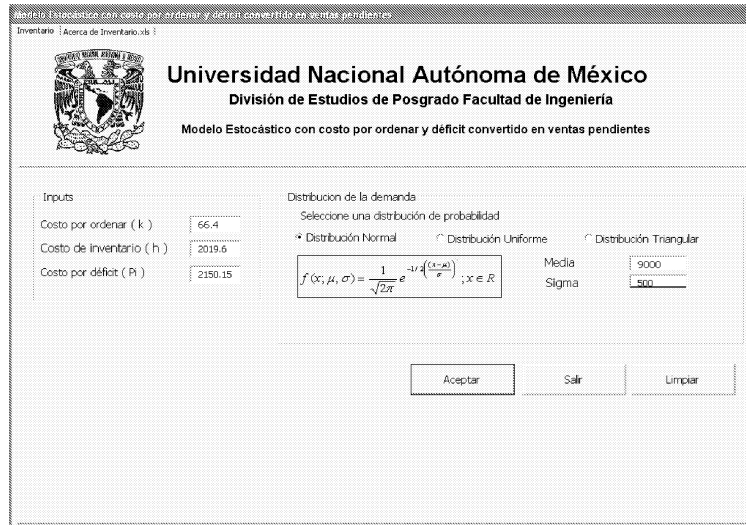 Modelo Estocástico con costo por ordenar y déficit convertido en ventas pendientes
Inventario Acerca de Inventario.xls
Universidad Nacional Autónoma de México
División de Estudios de Posgrado Facultad de Ingeniería
Modelo Estocástico con costo por ordenar y déficit convertido en ventas pendientes
Inputs
Costo por ordenar ( k ) 66.4
Costo de inventario ( h ) 2019.6
Costo por déficit ( Pi ) 2150.15
Distribucion de la demanda
Seleccione una distribución de probabilidad
Distribución Normal Distribución Uniforme Distribución Triangular
f (x; μ, σ) = 1/√2π e^-1/2((x-μ)/σ) ; x ∈ R
Media 9000
Sigma 500
Aceptar Salir Limpiar